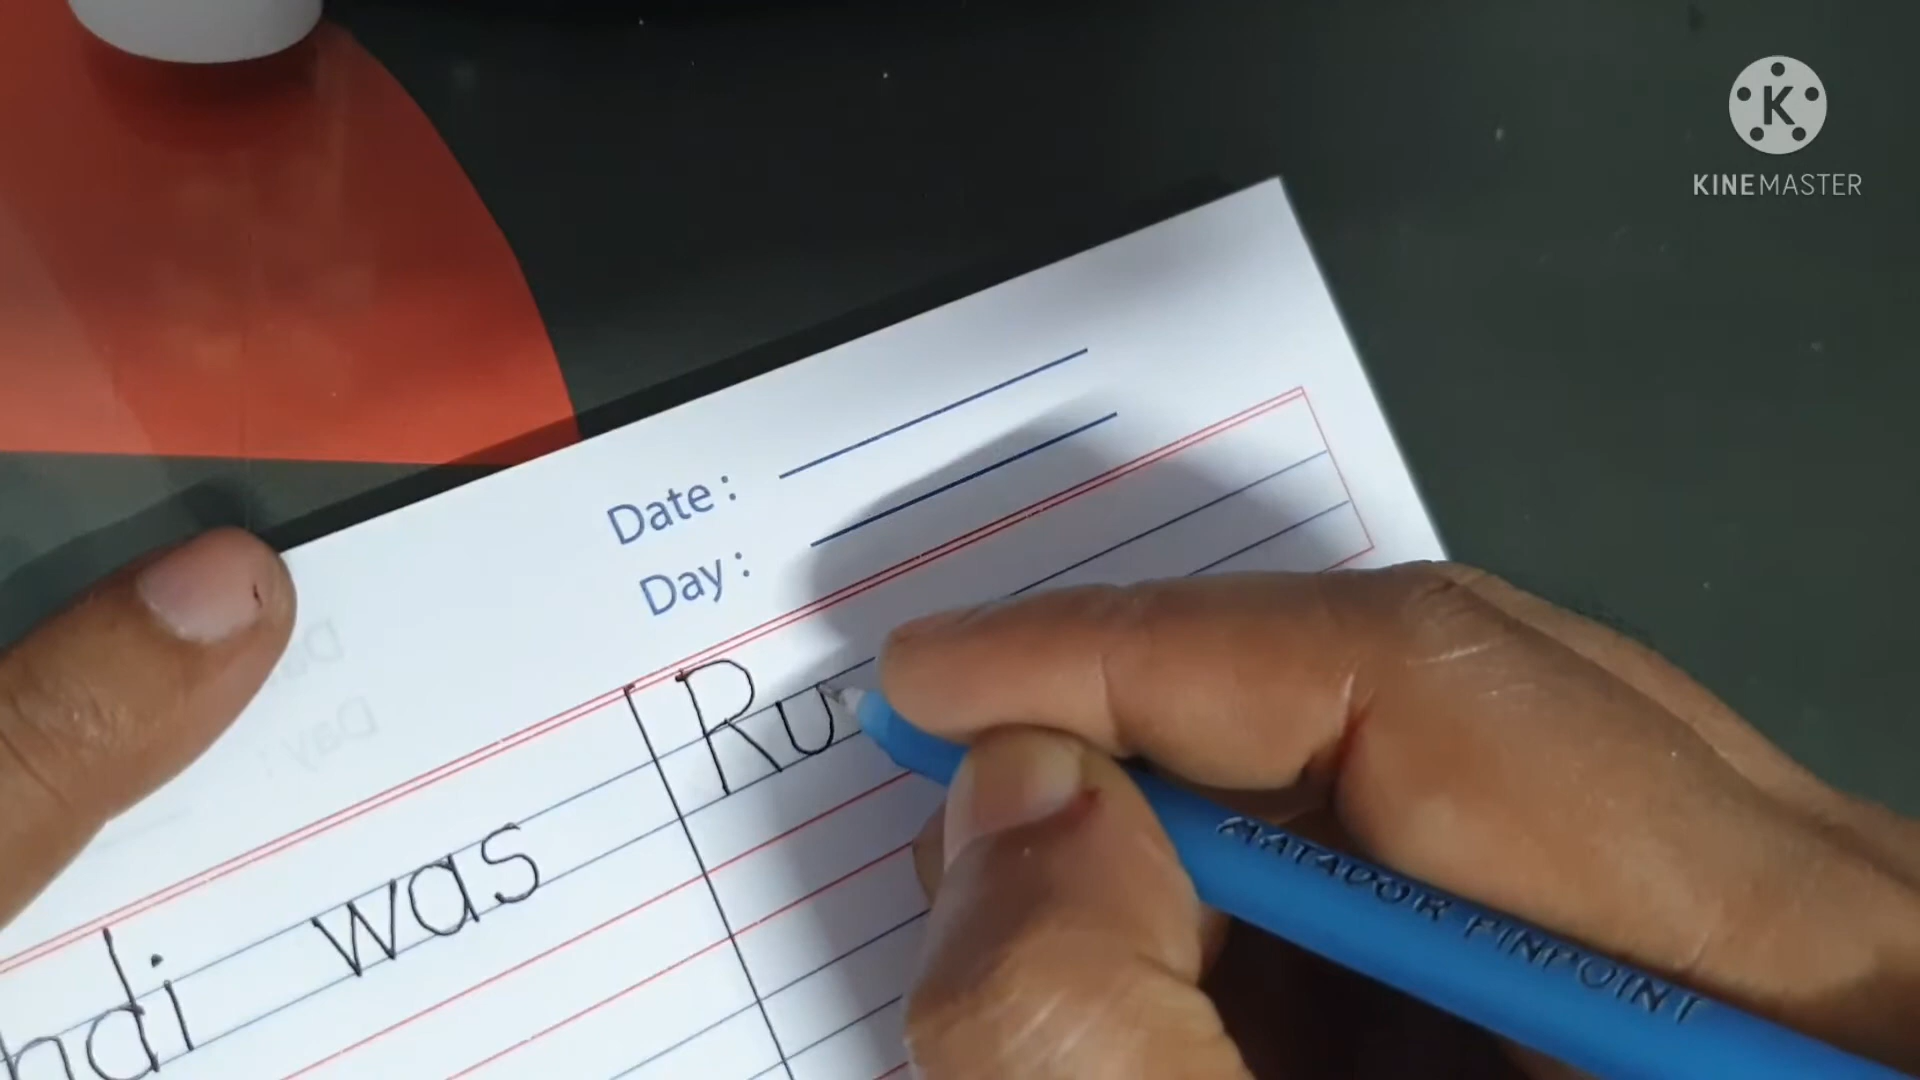 KINEMASTER
Date :
Day :
Ru
was
MATADOR PINPOINT